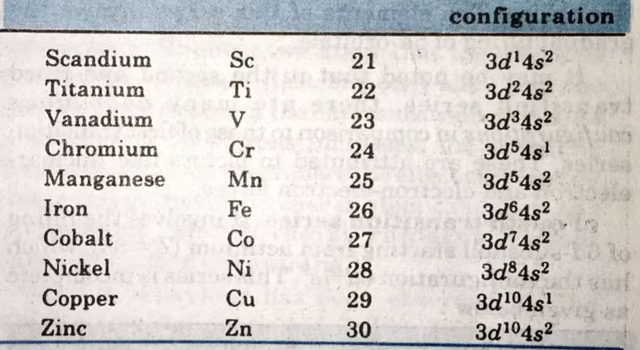 configuration
Scandium Sc 21 3d¹4s²
Titanium Ti 22 3d²4s²
Vanadium V 23 3d³4s²
Chromium Cr 24 3d⁵4s¹
Manganese Mn 25 3d⁵4s²
Iron Fe 26 3d⁶4s²
Cobalt Co 27 3d⁷4s²
Nickel Ni 28 3d⁸4s²
Copper Cu 29 3d¹⁰4s¹
Zinc Zn 30 3d¹⁰4s²